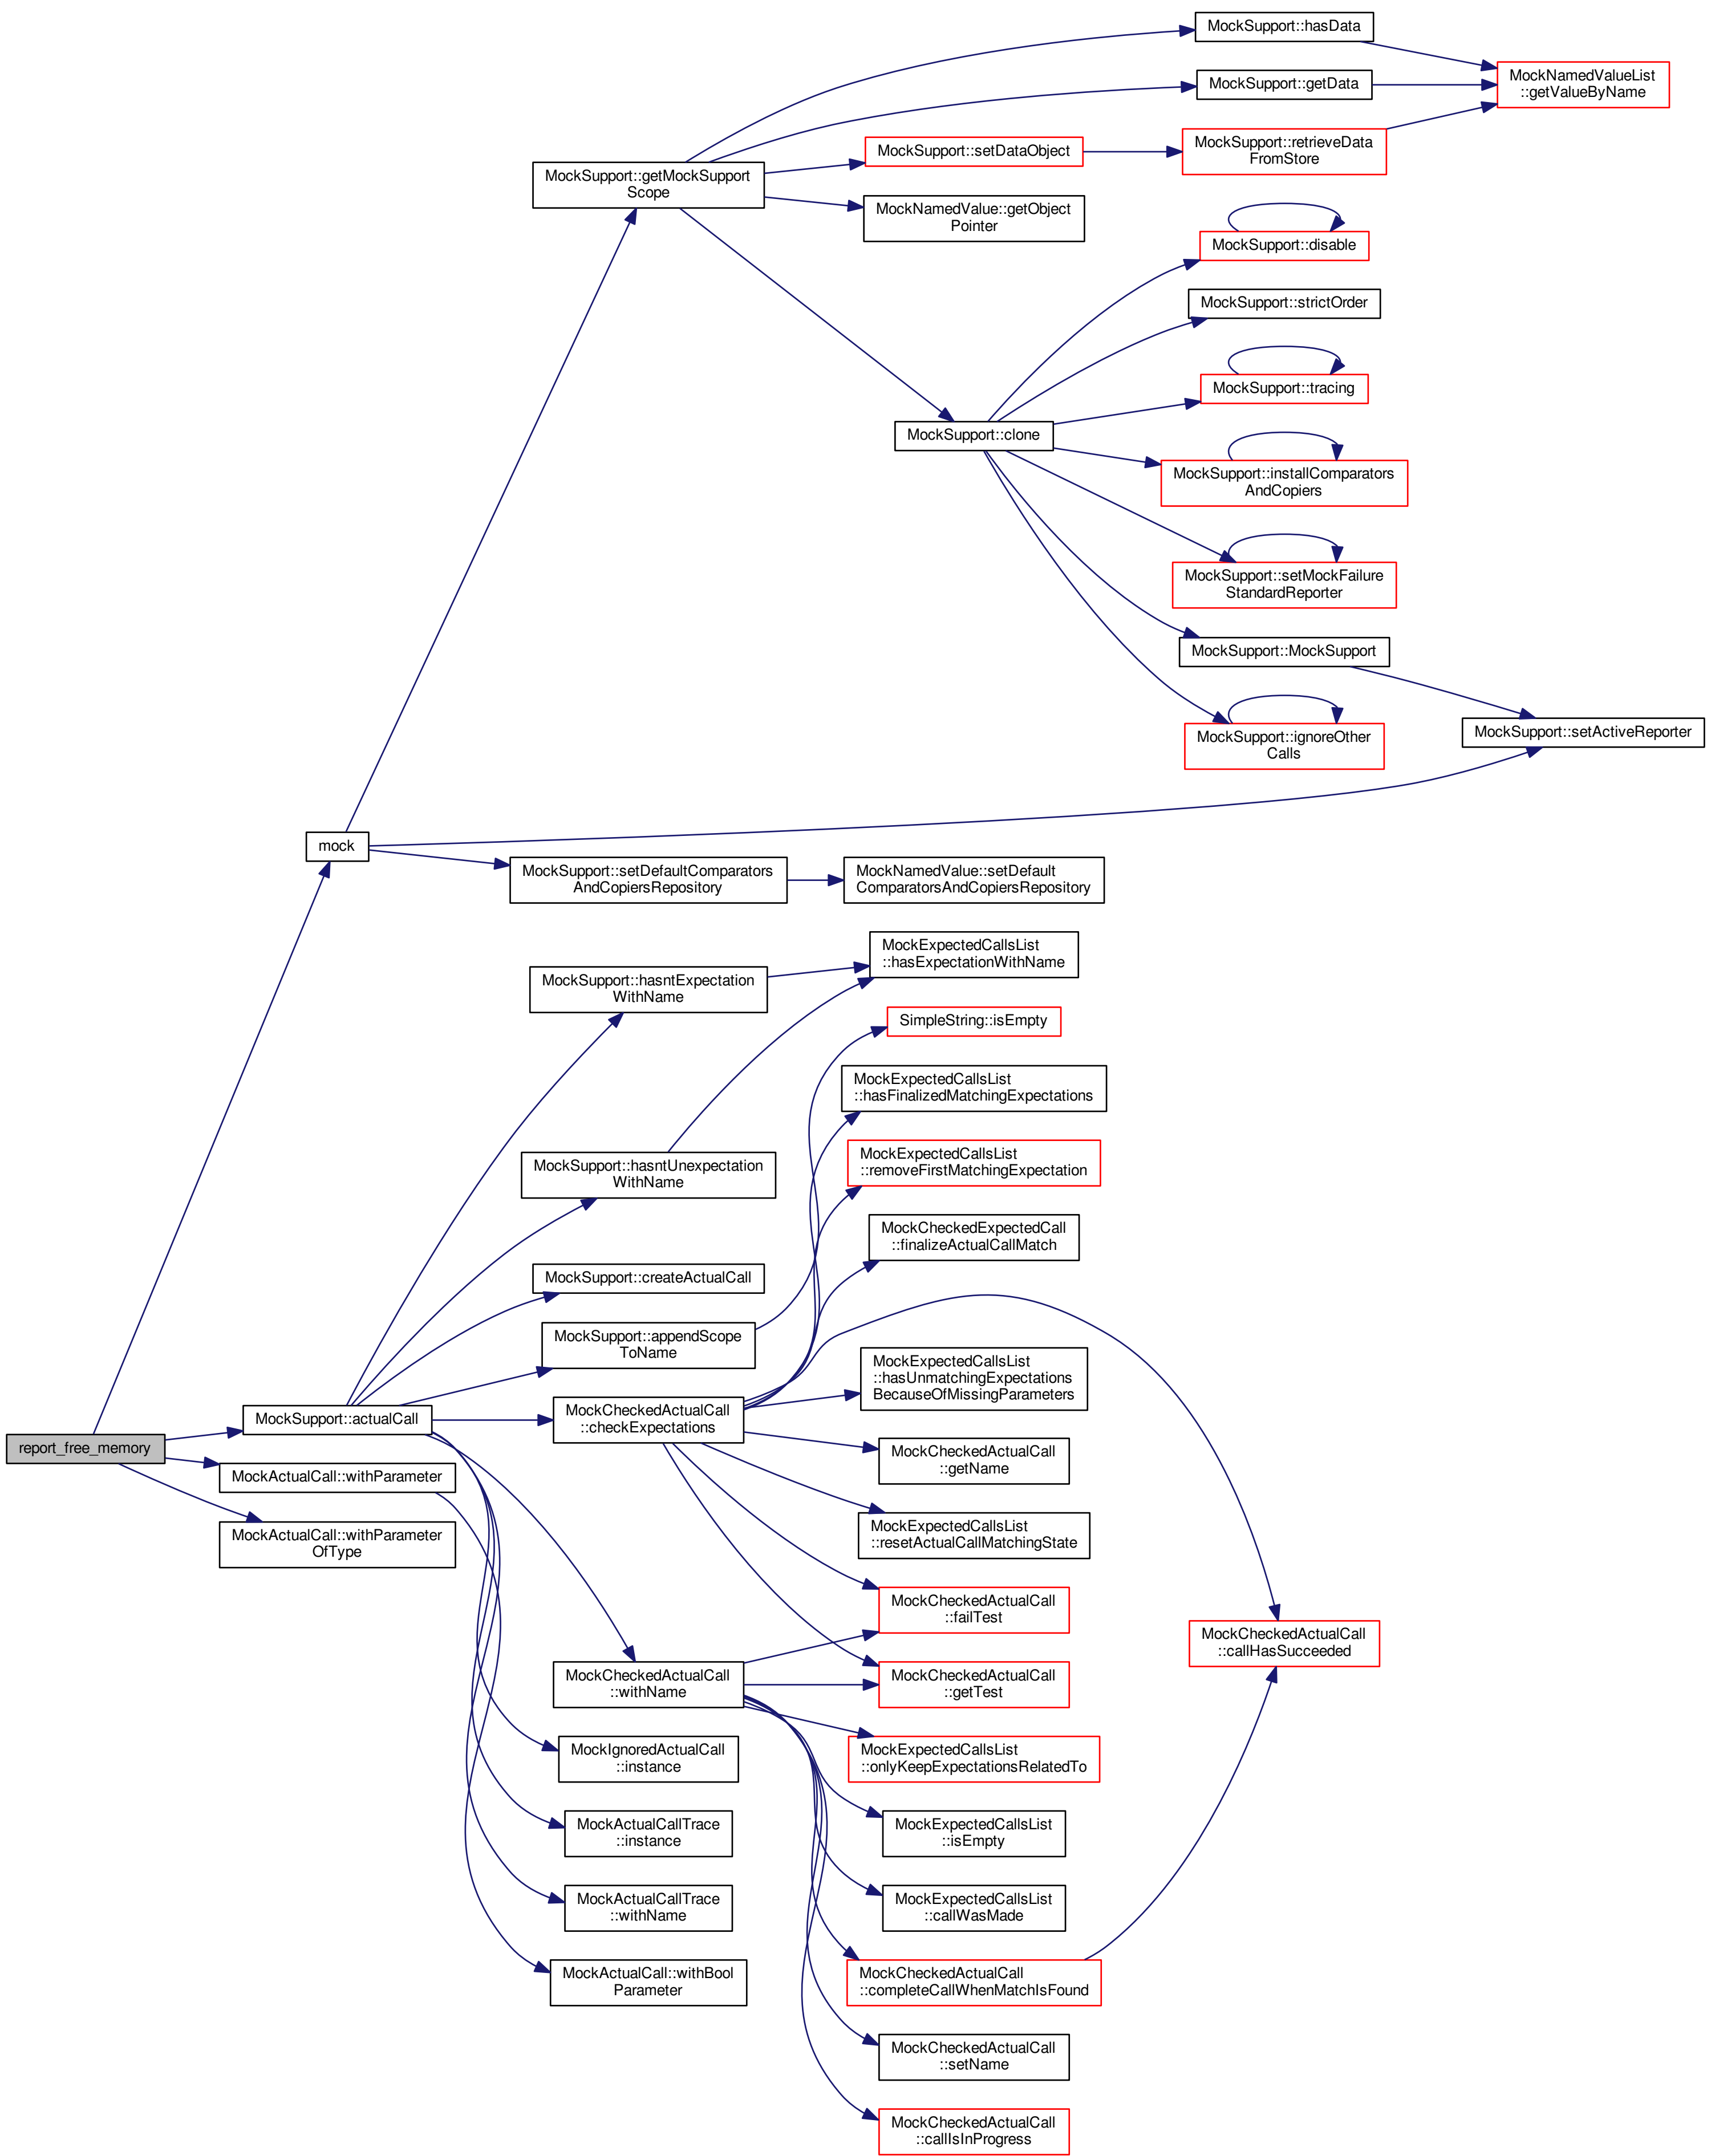 MockSupport::hasData
MockSupport::getData
MockNamedValueList
::getValueByName
MockSupport::setDataObject
MockSupport::retrieveData
FromStore
MockSupport::getMockSupport
Scope
MockNamedValue::getObject
Pointer
MockSupport::disable
MockSupport::strictOrder
MockSupport::tracing
MockSupport::clone
MockSupport::installComparators
AndCopiers
MockSupport::setMockFailure
StandardReporter
MockSupport::MockSupport
MockSupport::ignoreOther
Calls
MockSupport::setActiveReporter
mock
MockSupport::setDefaultComparators
AndCopiersRepository
MockNamedValue::setDefault
ComparatorsAndCopiersRepository
MockExpectedCallsList
::hasExpectationWithName
MockSupport::hasntExpectation
WithName
SimpleString::isEmpty
MockExpectedCallsList
::hasFinalizedMatchingExpectations
MockExpectedCallsList
::removeFirstMatchingExpectation
MockSupport::hasntUnexpectation
WithName
MockCheckedExpectedCall
::finalizeActualCallMatch
MockSupport::createActualCall
MockSupport::appendScope
ToName
MockExpectedCallsList
::hasUnmatchingExpectations
BecauseOfMissingParameters
MockSupport::actualCall
MockCheckedActualCall
::checkExpectations
report_free_memory
MockCheckedActualCall
::getName
MockActualCall::withParameter
MockActualCall::withParameter
OfType
MockExpectedCallsList
::resetActualCallMatchingState
MockCheckedActualCall
::failTest
MockCheckedActualCall
::callHasSucceeded
MockCheckedActualCall
::withName
MockCheckedActualCall
::getTest
MockIgnoredActualCall
::instance
MockExpectedCallsList
::onlyKeepExpectationsRelatedTo
MockActualCallTrace
::instance
MockExpectedCallsList
::isEmpty
MockActualCallTrace
::withName
MockExpectedCallsList
::callWasMade
MockActualCall::withBool
Parameter
MockCheckedActualCall
::completeCallWhenMatchIsFound
MockCheckedActualCall
::setName
MockCheckedActualCall
::callIsInProgress